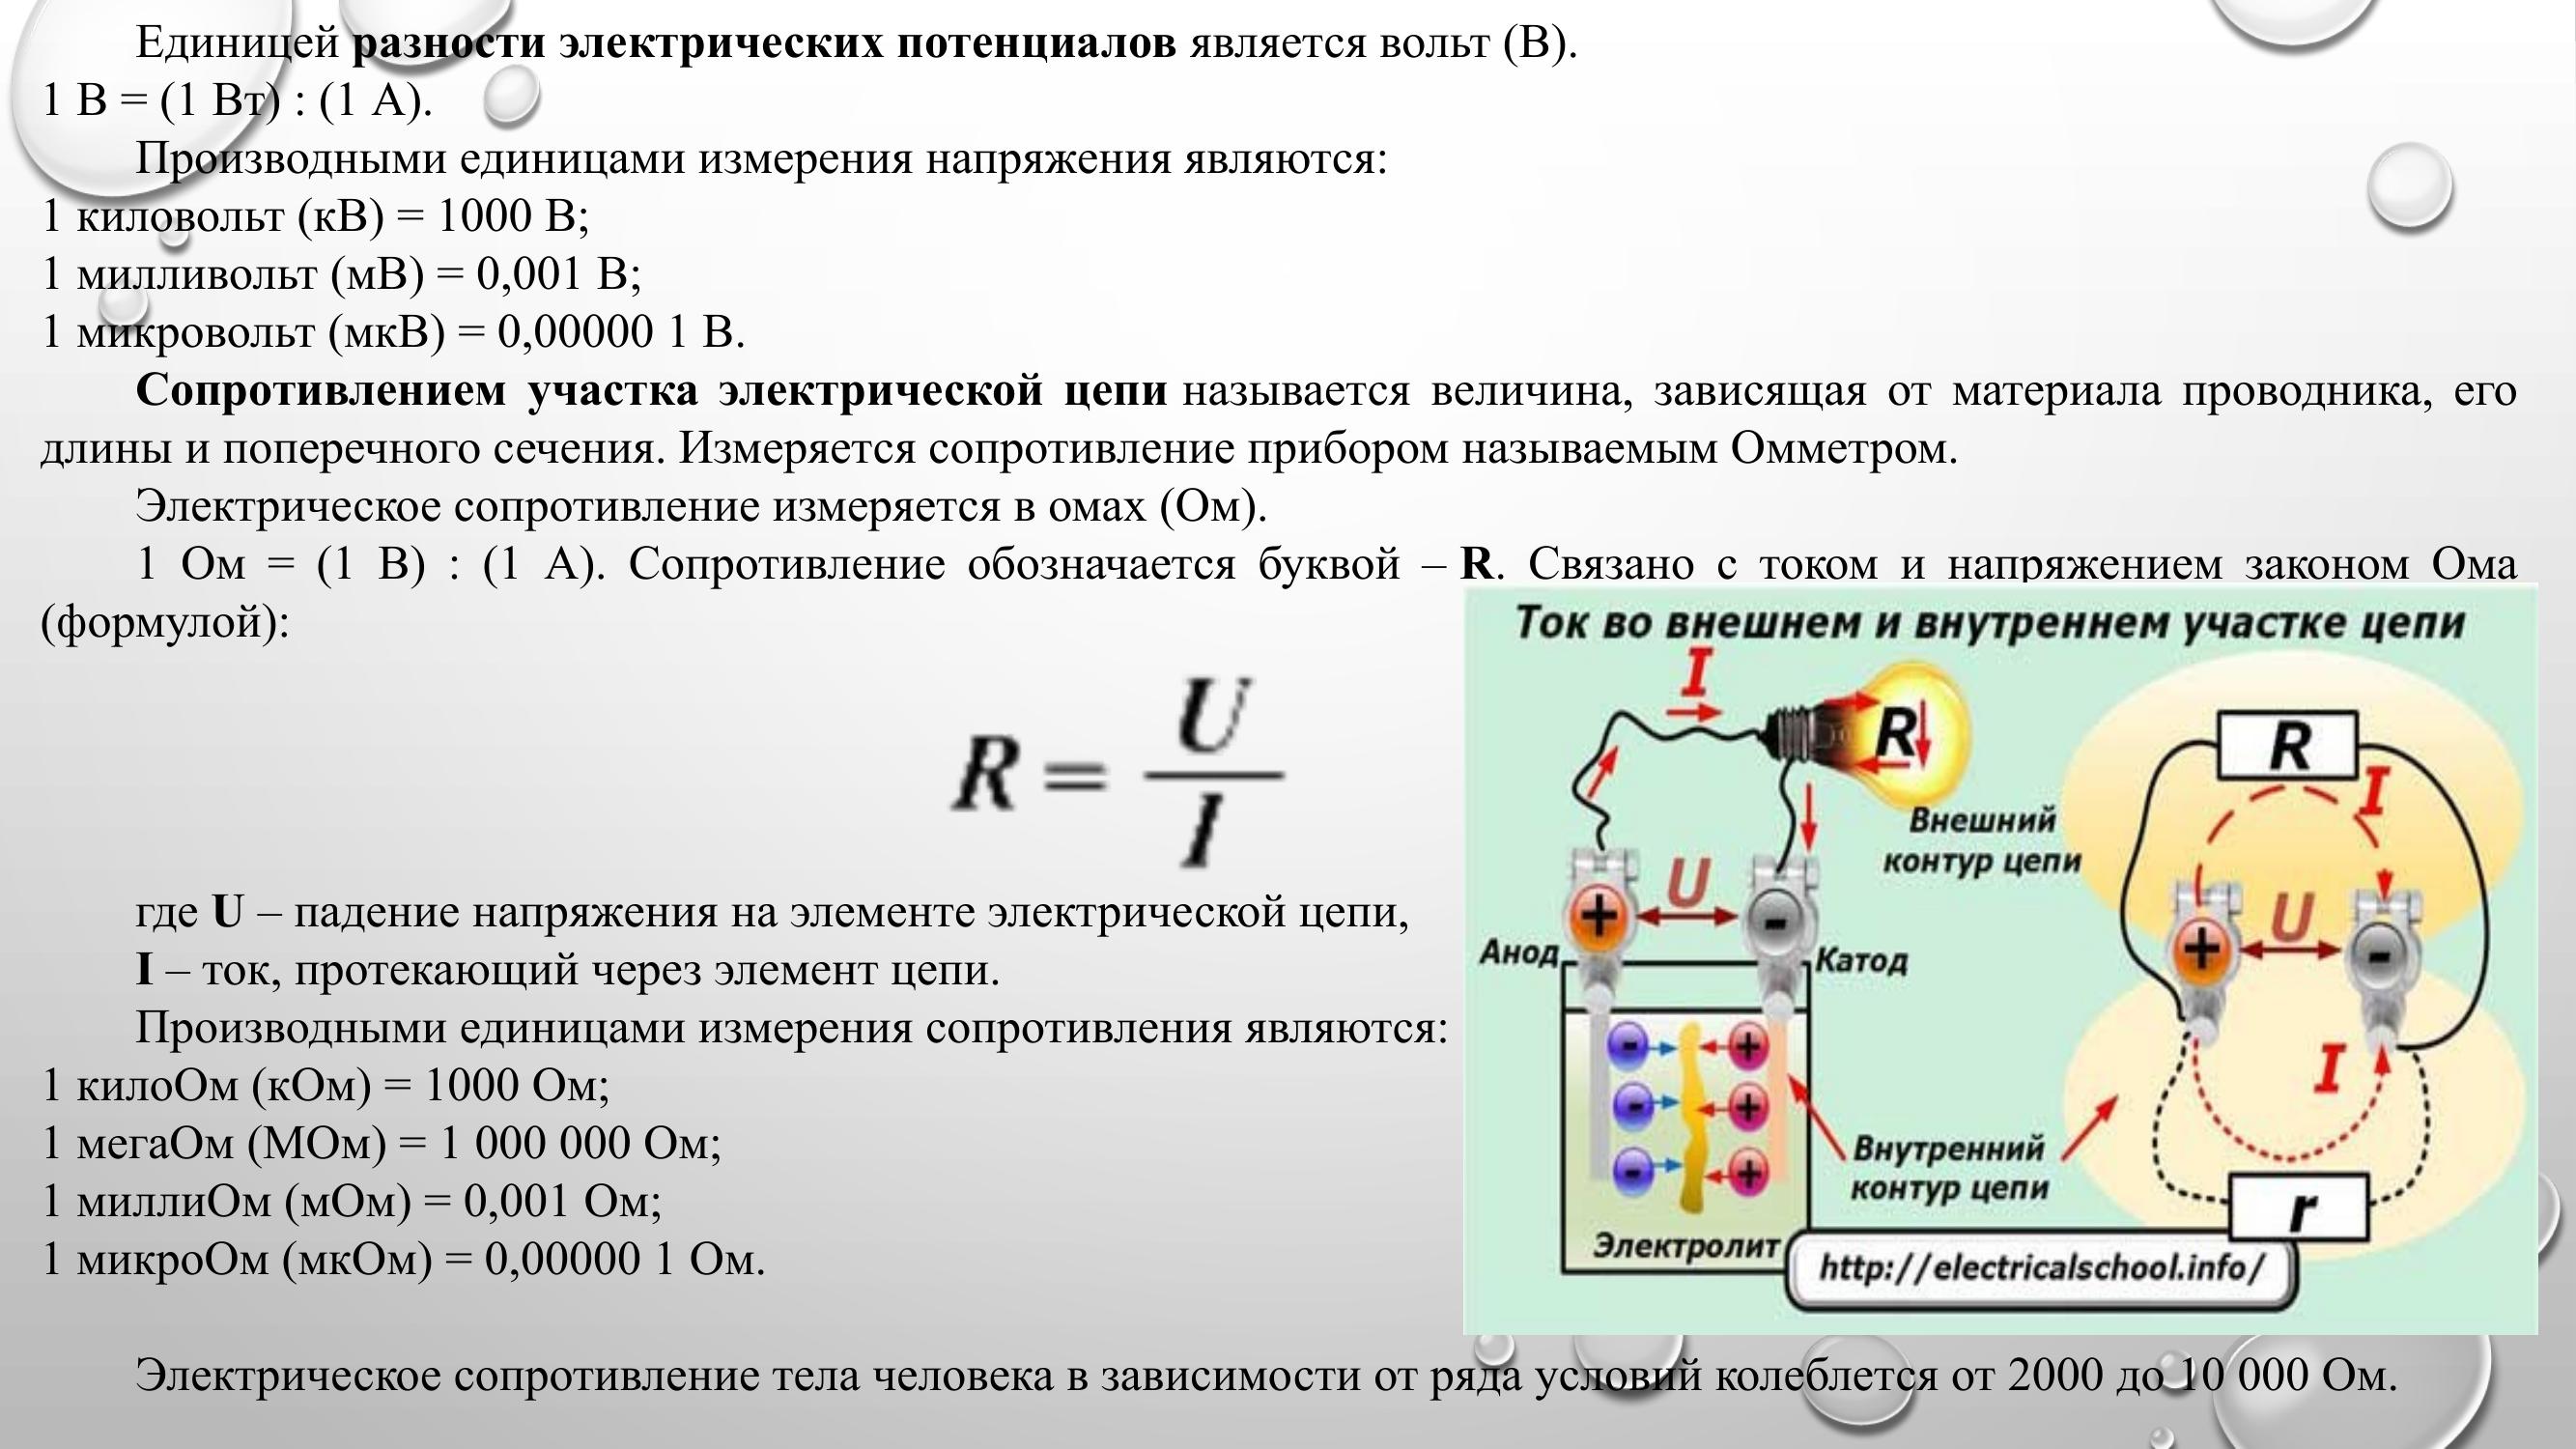 Единицей разности электрических потенциалов является вольт (В).
1 В = (1 Вт) : (1 А).
Производными единицами измерения напряжения являются:
1 киловольт (кВ) = 1000 В;
1 милливольт (мВ) = 0,001 В;
1 микровольт (мкВ) = 0,00000 1 В.
Сопротивлением участка электрической цепи называется величина, зависящая от материала проводника, его
длины и поперечного сечения. Измеряется сопротивление прибором называемым Омметром.
Электрическое сопротивление измеряется в омах (Ом).
1 Ом = (1 В) : (1 А). Сопротивление обозначается буквой – R. Связано с током и напряжением законом Ома
(формулой):
R = U / I
где U – падение напряжения на элементе электрической цепи,
I – ток, протекающий через элемент цепи.
Производными единицами измерения сопротивления являются:
1 килоОм (кОм) = 1000 Ом;
1 мегаОм (МОм) = 1 000 000 Ом;
1 миллиОм (мОм) = 0,001 Ом;
1 микроОм (мкОм) = 0,00000 1 Ом.
Ток во внешнем и внутреннем участке цепи
I
R
R
I
Внешний
контур цепи
U
+
-
U
+
-
Анод
Катод
I
- +
- +
- +
Внутренний
контур цепи
r
Электролит
http://electricalschool.info/
Электрическое сопротивление тела человека в зависимости от ряда условий колеблется от 2000 до 10 000 Ом.